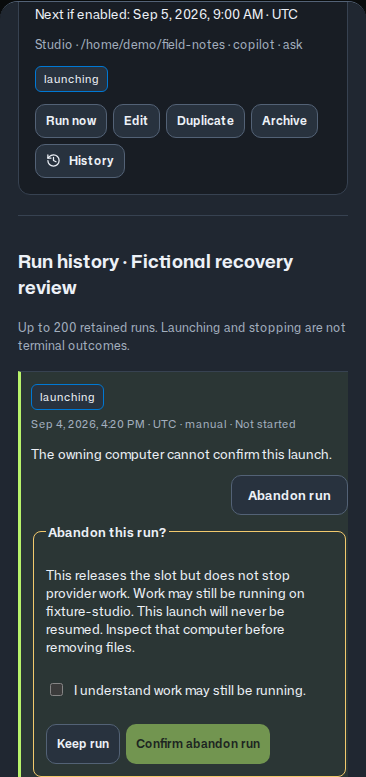 Next if enabled: Sep 5, 2026, 9:00 AM · UTC
Studio · /home/demo/field-notes · copilot · ask
launching
Run now Edit Duplicate Archive
History
Run history · Fictional recovery
review
Up to 200 retained runs. Launching and stopping are not
terminal outcomes.
launching
Sep 4, 2026, 4:20 PM · UTC · manual · Not started
The owning computer cannot confirm this launch.
Abandon run
Abandon this run?
This releases the slot but does not stop
provider work. Work may still be running on
fixture-studio. This launch will never be
resumed. Inspect that computer before
removing files.
I understand work may still be running.
Keep run Confirm abandon run